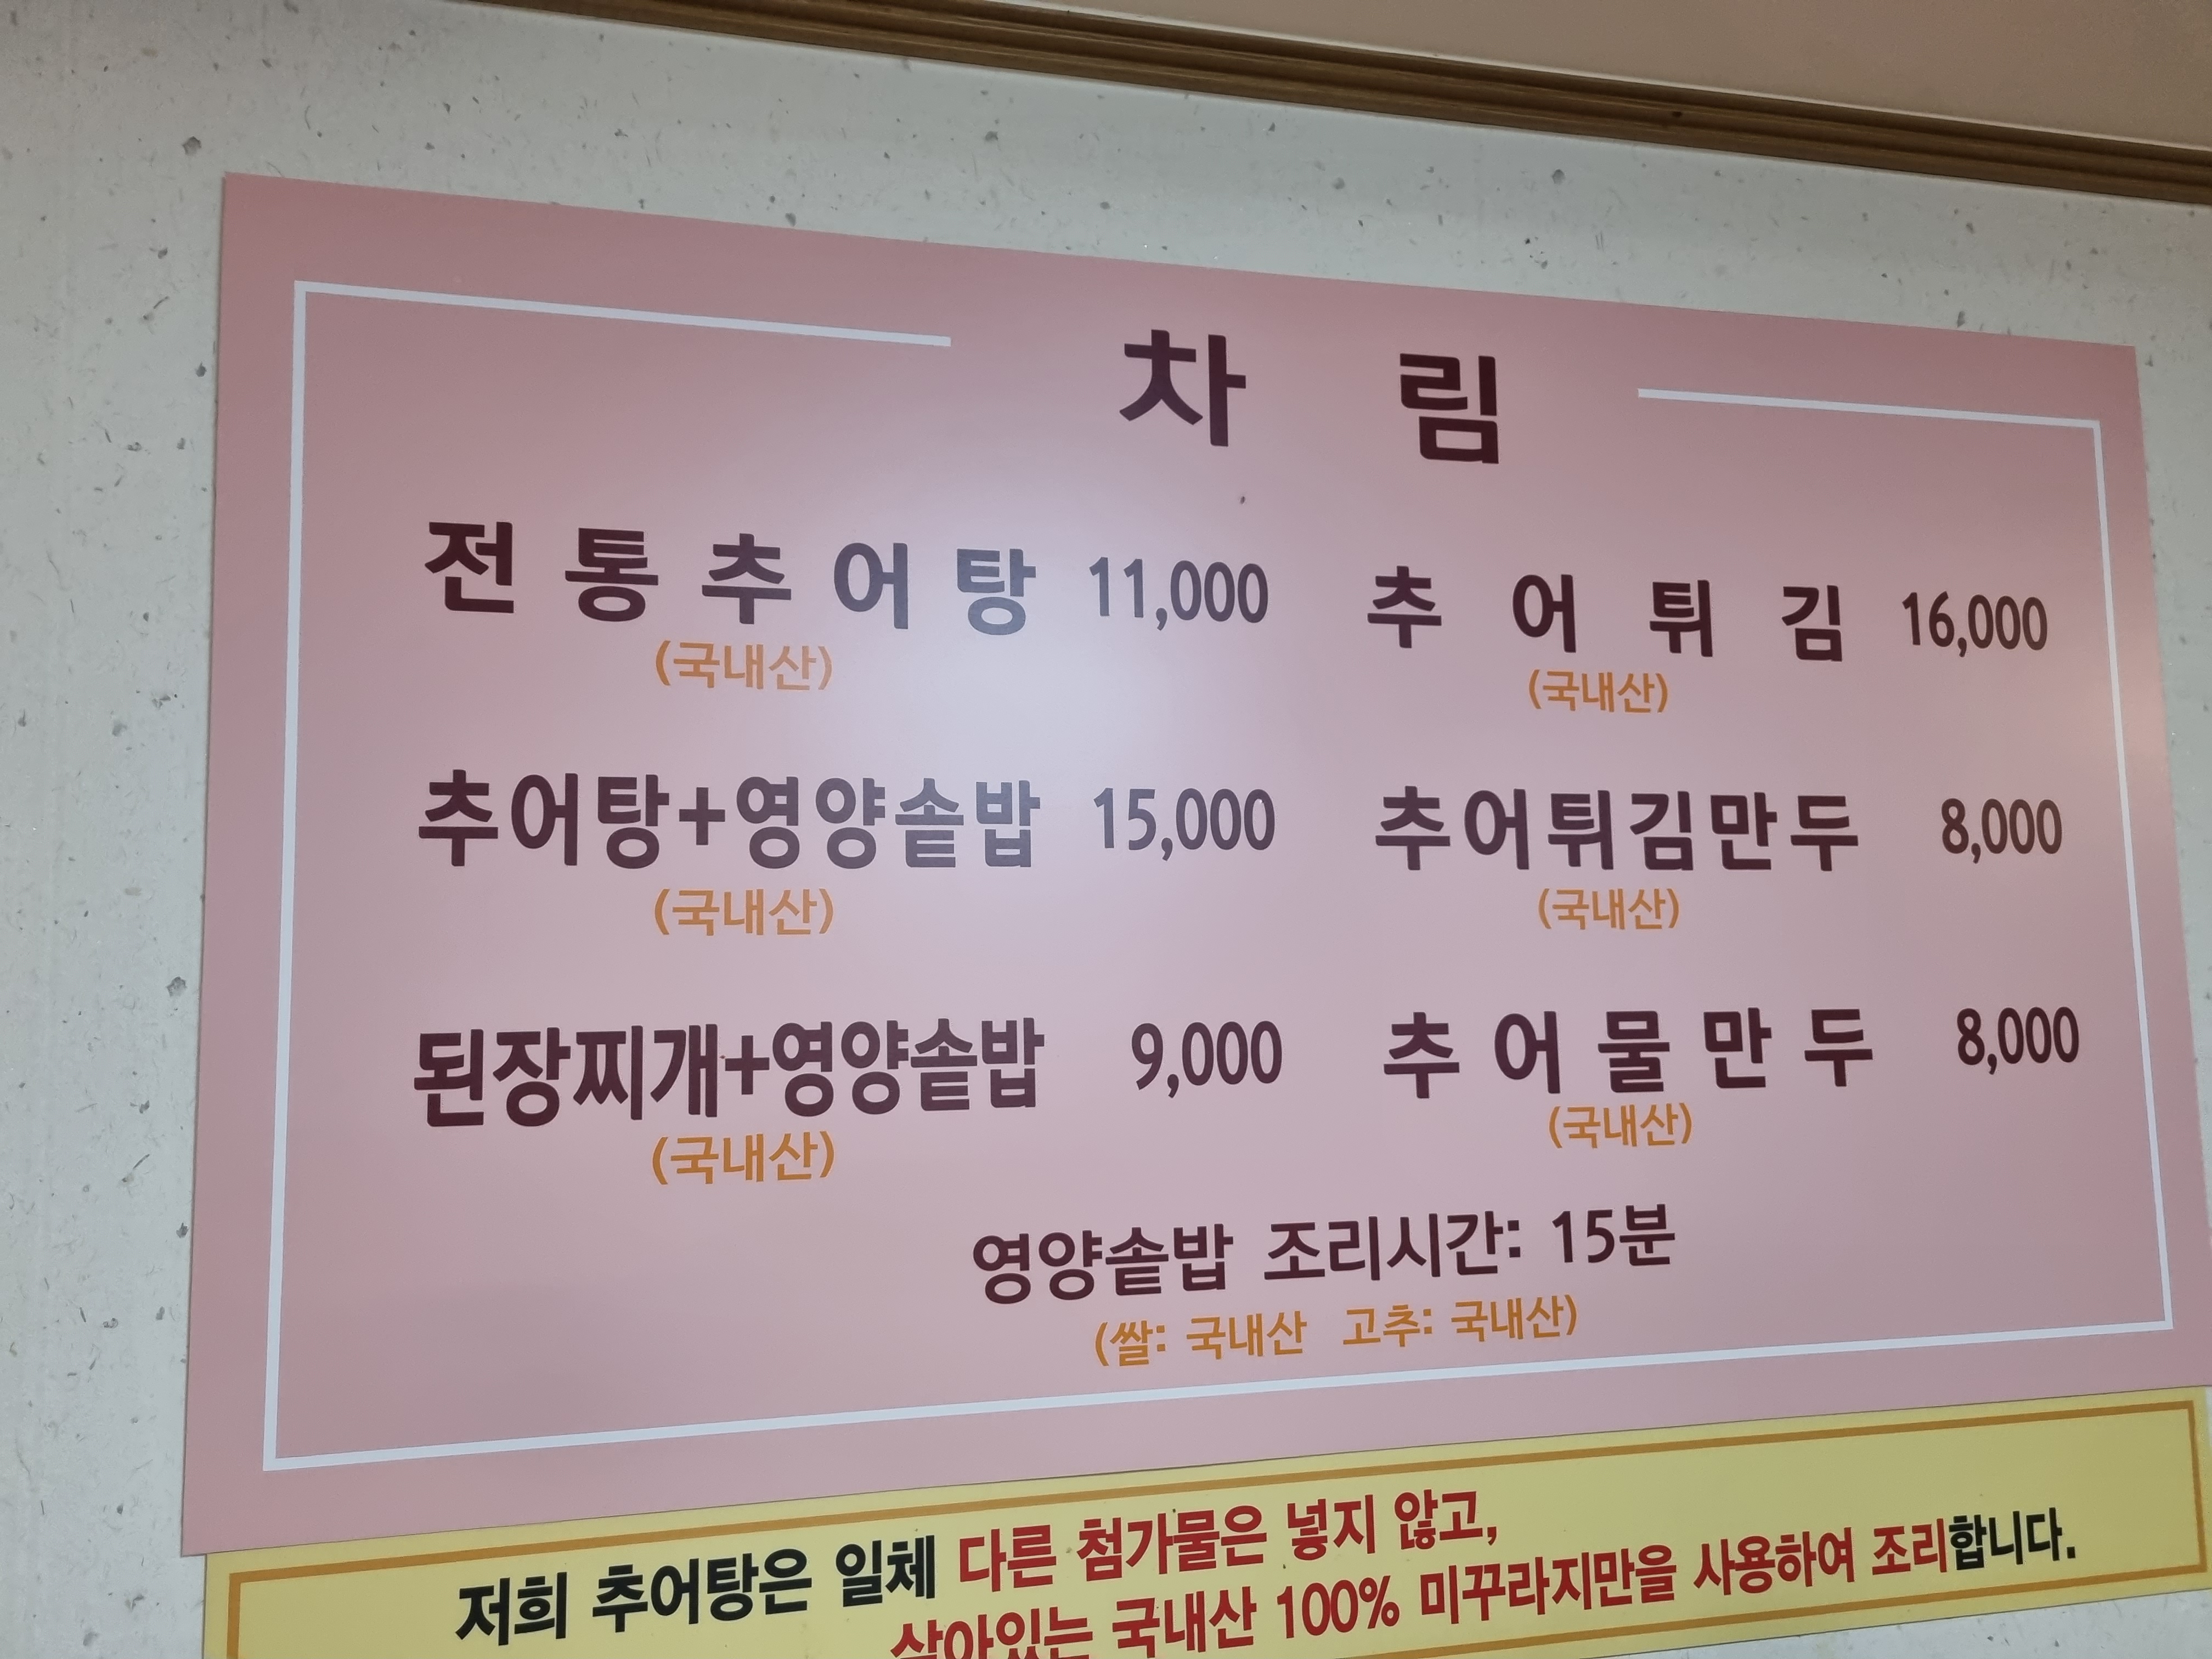 차 림
전통추어탕 11,000 추어튀김 16,000
(국내산) (국내산)
추어탕+영양솥밥 15,000 추어튀김만두 8,000
(국내산) (국내산)
된장찌개+영양솥밥 9,000 추어물만두 8,000
(국내산) (국내산)
영양솥밥 조리시간: 15분
(쌀: 국내산 고추: 국내산)
저희 추어탕은 일체 다른 첨가물은 넣지 않고,
살아있는 국내산 100% 미꾸라지만을 사용하여 조리합니다.